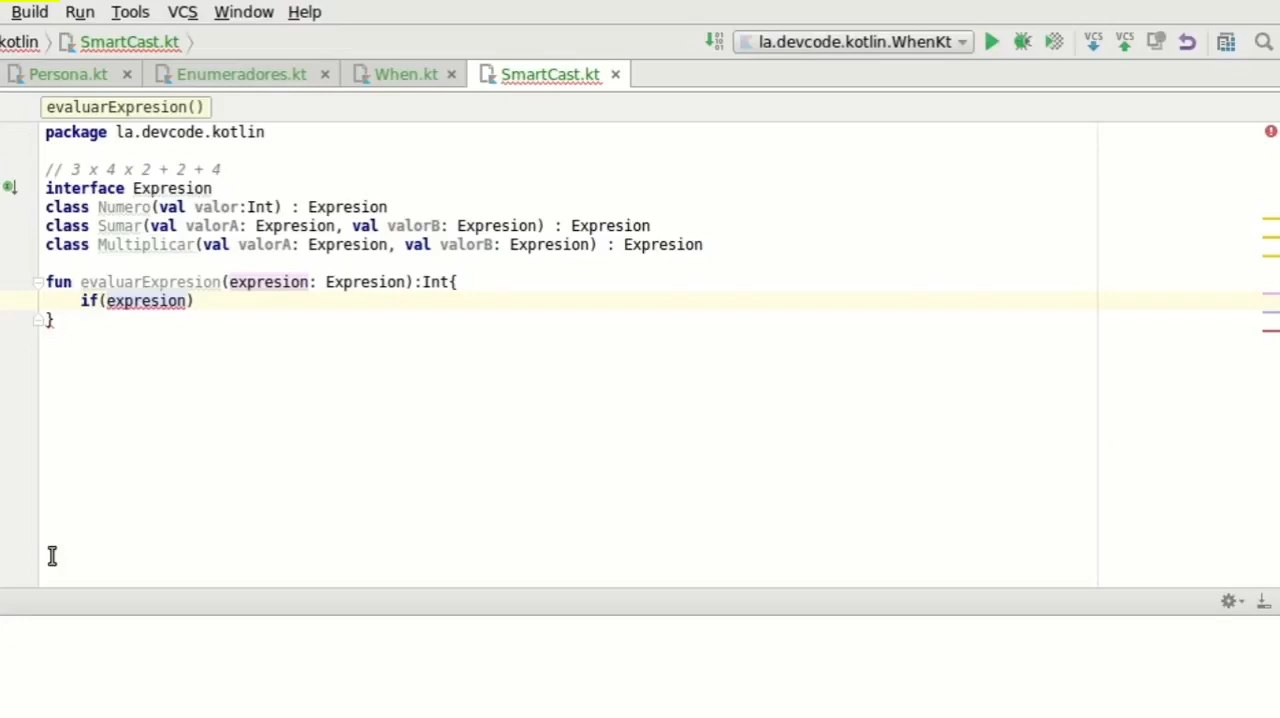 Build Run Tools VCS Window Help
kotlin SmartCast.kt la.devcode.kotlin.WhenKt VCS VCS
Persona.kt Enumeradores.kt When.kt SmartCast.kt
evaluarExpresion()
package la.devcode.kotlin
// 3 x 4 x 2 + 2 + 4
interface Expresion
class Numero(val valor:Int) : Expresion
class Sumar(val valorA: Expresion, val valorB: Expresion) : Expresion
class Multiplicar(val valorA: Expresion, val valorB: Expresion) : Expresion
fun evaluarExpresion(expresion: Expresion):Int{
if(expresion)
}